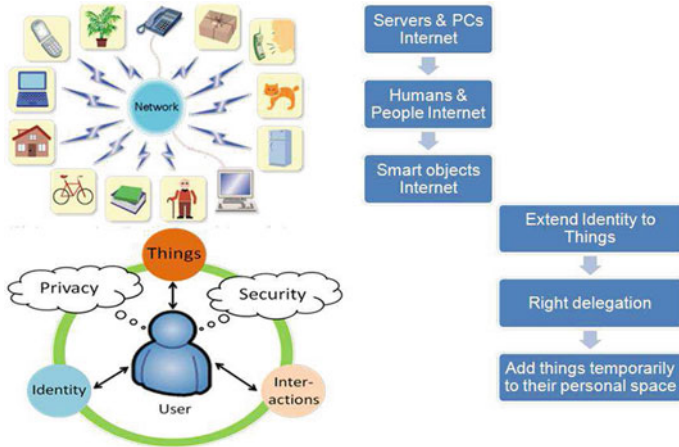 Network
Things
Privacy
Security
Identity
User
Inter-
actions
Servers & PCs
Internet
Humans &
People Internet
Smart objects
Internet
Extend Identity to
Things
Right delegation
Add things temporarily
to their personal space